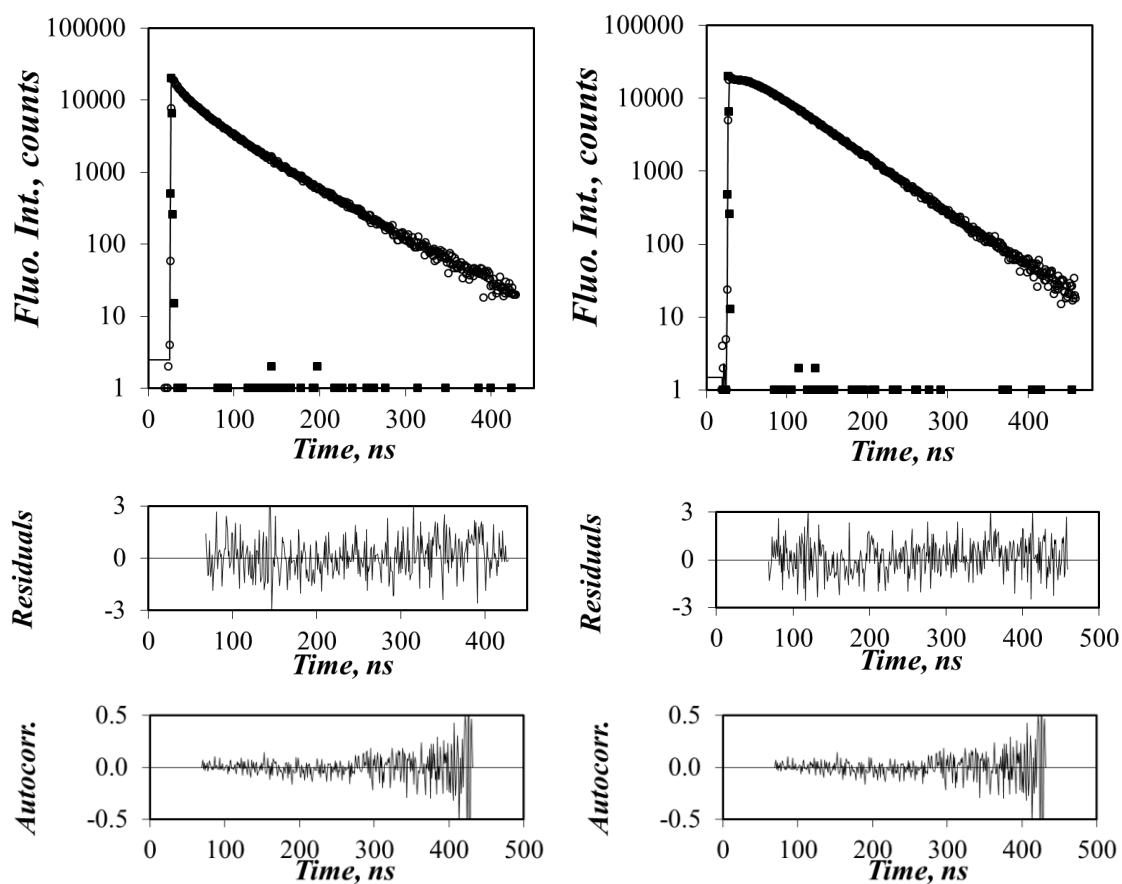 100000
10000
1000
100
10
1
0 100 200 300 400
Time, ns
Fluo. Int., counts
100000
10000
1000
100
10
1
0 100 200 300 400
Time, ns
Fluo. Int., counts
3
0
-3
0 100 200 300 400
Time, ns
Residuals
3
0
-3
0 100 200 300 400 500
Time, ns
Residuals
0.5
0.0
-0.5
0 100 200 300 400 500
Time, ns
Autocorr.
0.5
0.0
-0.5
0 100 200 300 400 500
Time, ns
Autocorr.